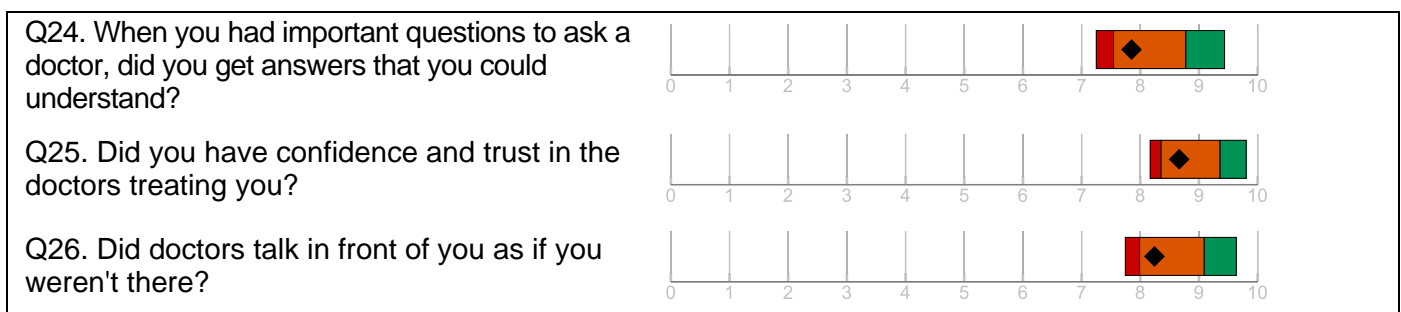 Q24. When you had important questions to ask a
doctor, did you get answers that you could
understand?
0 1 2 3 4 5 6 7 8 9 10
Q25. Did you have confidence and trust in the
doctors treating you?
0 1 2 3 4 5 6 7 8 9 10
Q26. Did doctors talk in front of you as if you
weren't there?
0 1 2 3 4 5 6 7 8 9 10